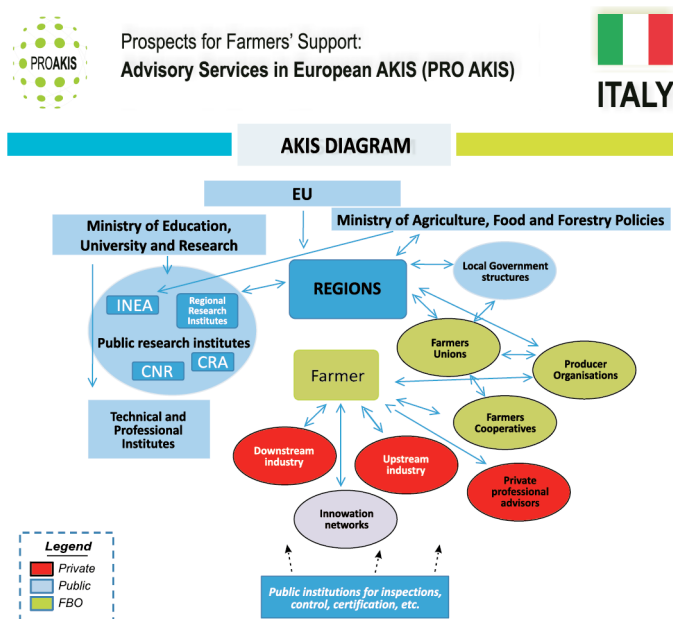 PROAKIS
Prospects for Farmers' Support:
Advisory Services in European AKIS (PRO AKIS)
ITALY
AKIS DIAGRAM
EU
Ministry of Education,
University and Research
Ministry of Agriculture, Food and Forestry Policies
Local Government
structures
REGIONS
INEA
Regional
Research
Institutes
Public research institutes
CNR
CRA
Farmers
Unions
Producer
Organisations
Farmer
Technical and
Professional
Institutes
Farmers
Cooperatives
Downstream
industry
Upstream
industry
Private
professional
advisors
Innowation
networks
Legend
Private
Public
FBO
Public institutions for inspections,
control, certification, etc.